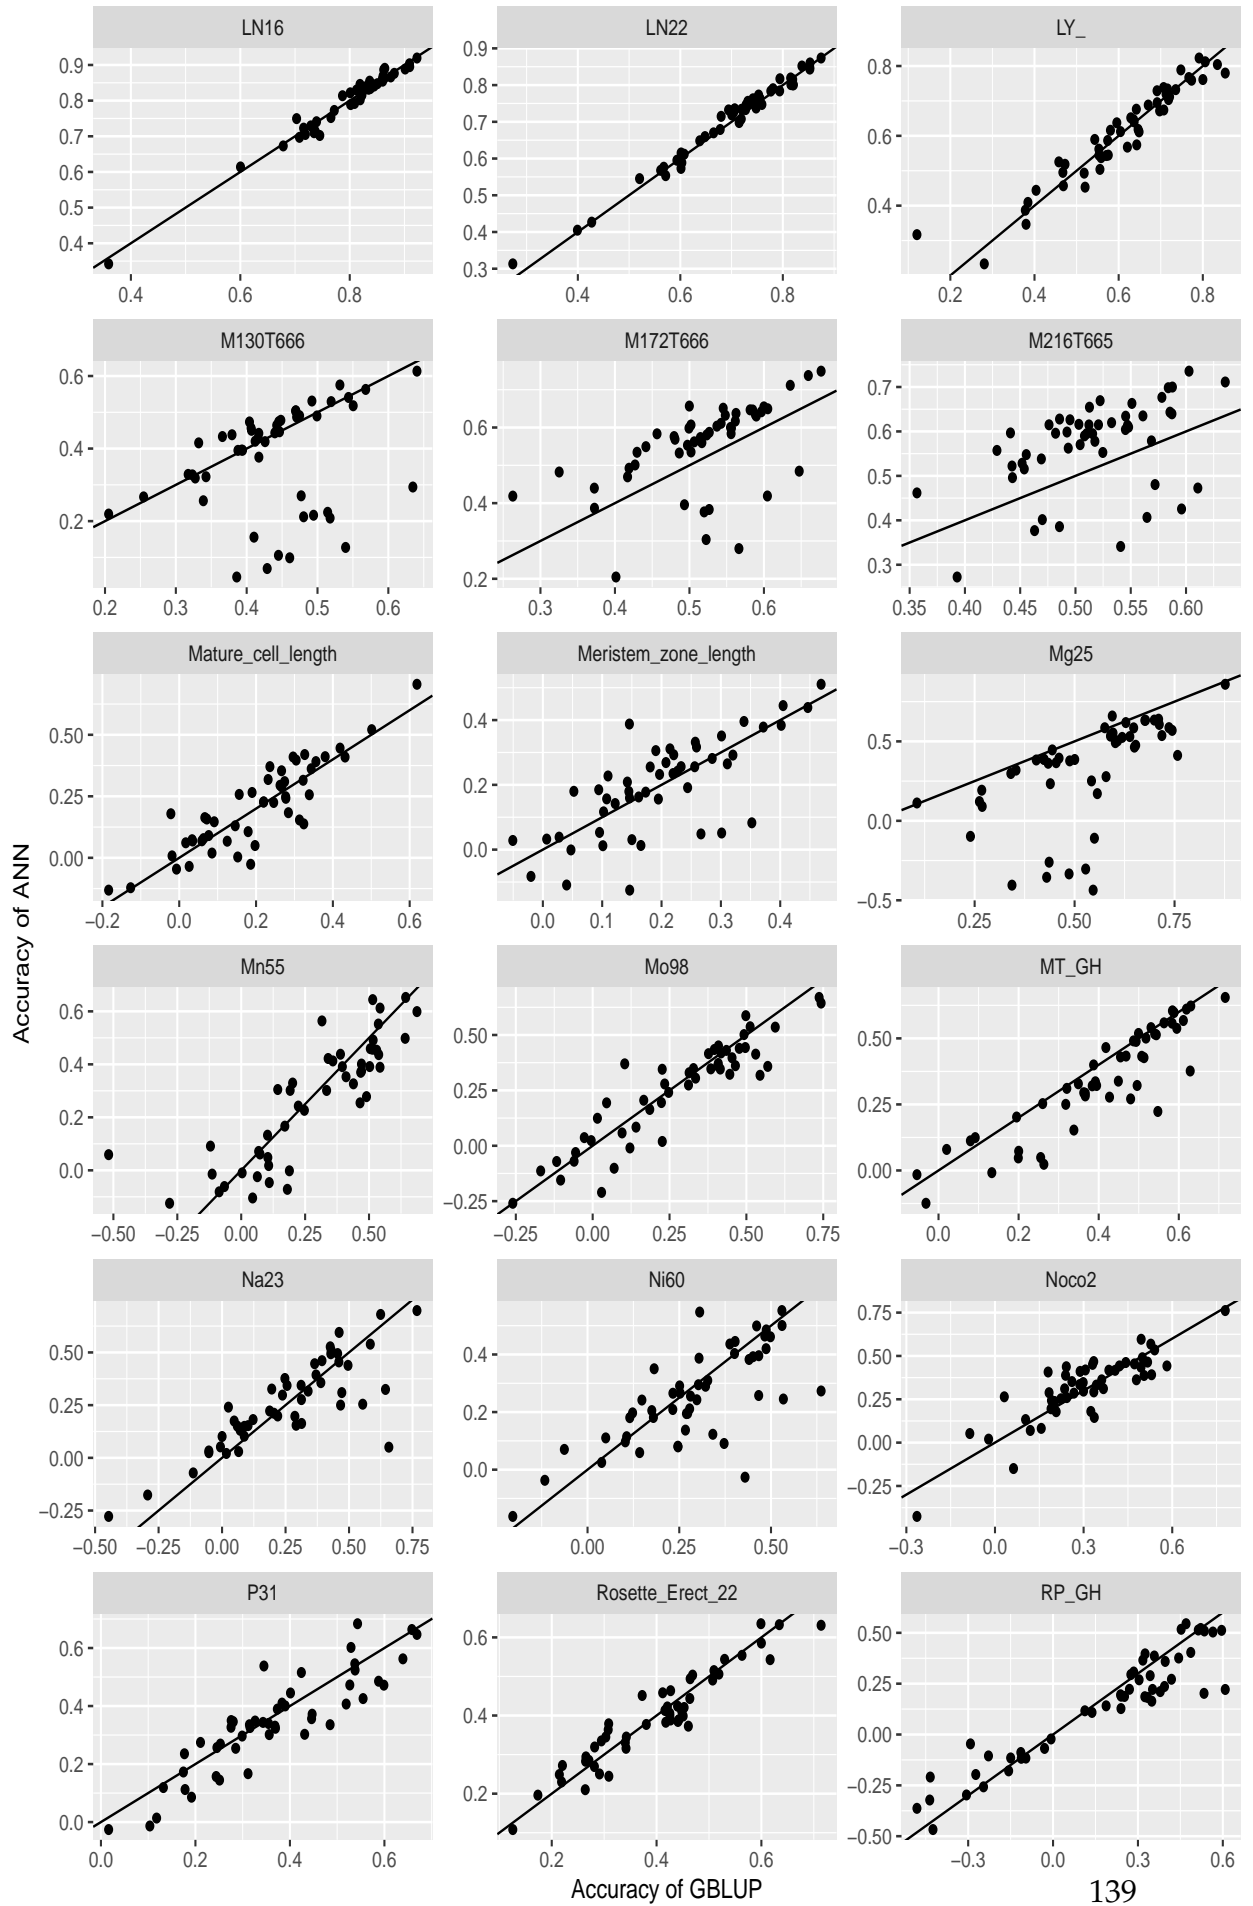 LN16 LN22 LY_
0.9 0.9
0.8 0.8 0.8
0.7 0.7
0.6 0.6 0.6
0.5 0.5
0.4 0.4 0.4
0.3
0.4 0.6 0.8 0.4 0.6 0.8 0.2 0.4 0.6 0.8
M130T666 M172T666 M216T665
0.6 0.6 0.7
0.6
0.4 0.4 0.5
0.4
0.2 0.2 0.3
0.2 0.3 0.4 0.5 0.6 0.3 0.4 0.5 0.6 0.35 0.40 0.45 0.50 0.55 0.60
Mature_cell_length Meristem_zone_length Mg25
0.50 0.4 0.5
0.25 0.2 0.0
0.00 0.0 −0.5
−0.2 0.0 0.2 0.4 0.6 0.0 0.1 0.2 0.3 0.4 0.25 0.50 0.75
Accuracy of ANN
Mn55 Mo98 MT_GH
0.6 0.75
0.4 0.50 0.50
0.25 0.25
0.2 0.00
0.0 −0.25 0.00
−0.50 −0.25 0.00 0.25 0.50 −0.25 0.00 0.25 0.50 0.75 0.0 0.2 0.4 0.6
Na23 Ni60 Noco2
0.75
0.50 0.4 0.50
0.25 0.2 0.25
0.00 0.0 0.00
−0.25 −0.25
−0.50 −0.25 0.00 0.25 0.50 0.75 0.00 0.25 0.50 −0.3 0.0 0.3 0.6
P31 Rosette_Erect_22 RP_GH
0.6 0.6 0.50
0.4 0.4 0.25
0.2 0.2 0.00
−0.25
0.0 −0.50
0.0 0.2 0.4 0.6 0.2 0.4 0.6 −0.3 0.0 0.3 0.6
Accuracy of GBLUP
139